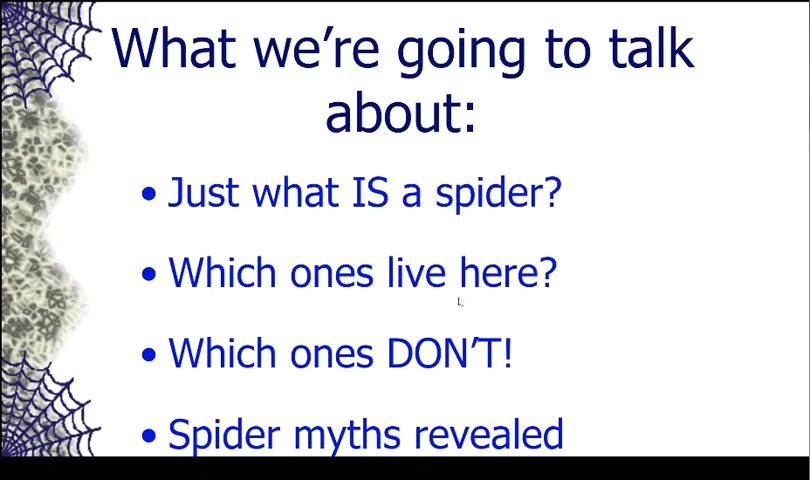 What we’re going to talk
about:
• Just what IS a spider?
• Which ones live here?
• Which ones DON’T!
• Spider myths revealed